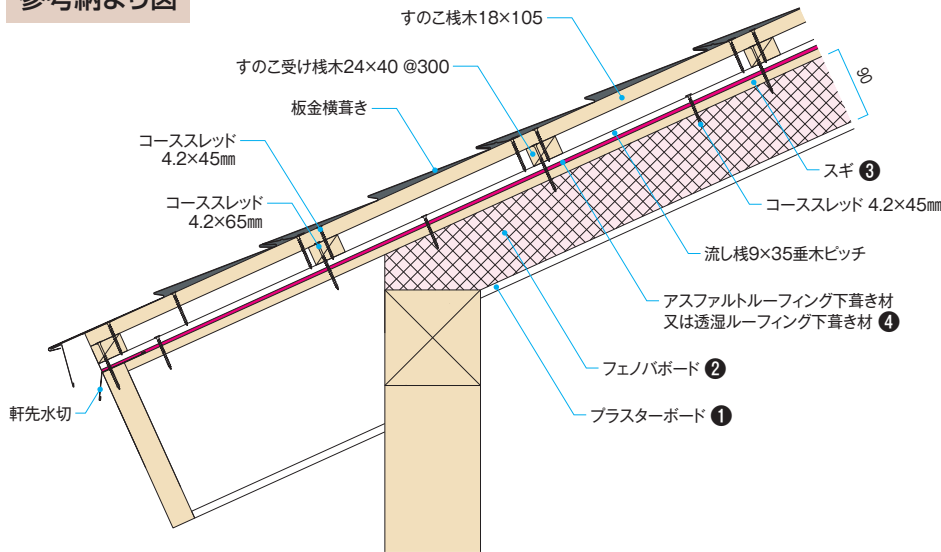 参考納まり図
すのこ桟木18×105
すのこ受け桟木24×40 @300
板金横葺き
コーススレッド
4.2×45㎜
コーススレッド
4.2×65㎜
軒先水切
90
スギ ❸
コーススレッド 4.2×45㎜
流し桟9×35垂木ピッチ
アスファルトルーフィング下葺き材
又は透湿ルーフィング下葺き材 ❹
フェノバボード ❷
プラスターボード ❶